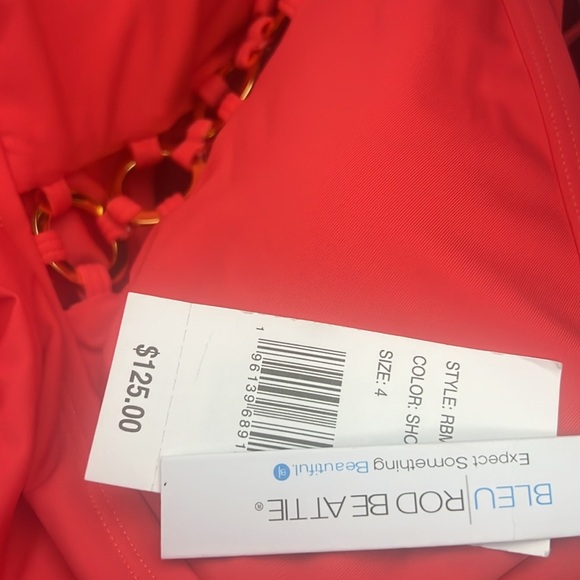 $125.00
1 96139 6891
STYLE: RBM
COLOR: SHO
SIZE: 4
BLEU|ROD BEATTIE®
Expect Something Beautiful.